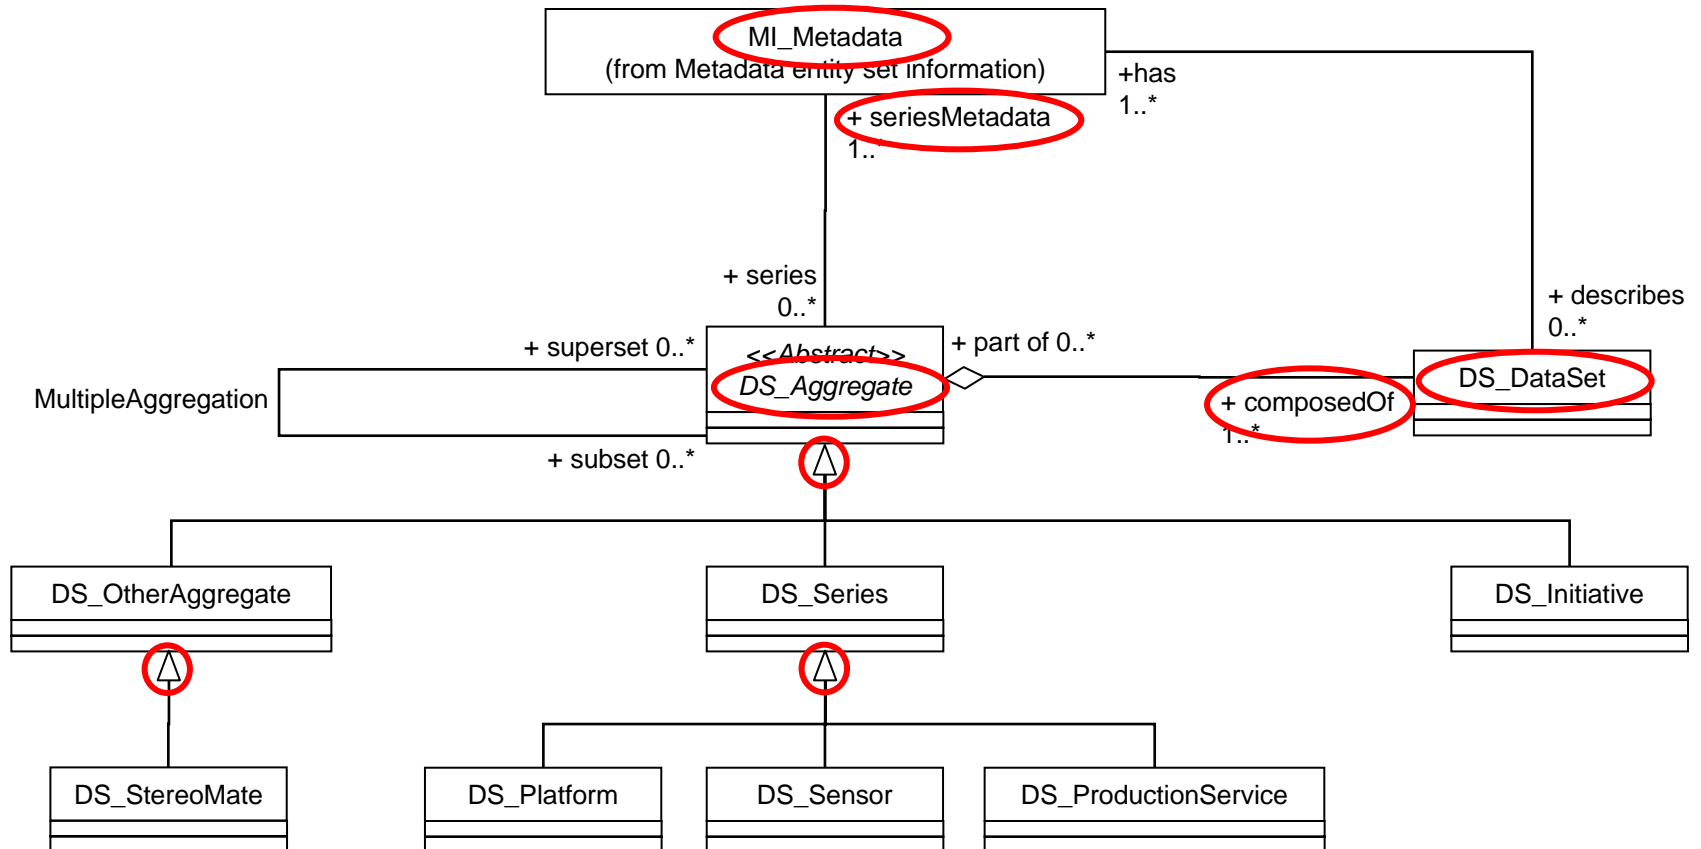 MI_Metadata
(from Metadata entity set information)
+has
1..*
+ seriesMetadata
1..*
+ series
0..*
+ describes
0..*
+ superset 0..*
<<Abstract>>
DS_Aggregate
+ part of 0..*
DS_DataSet
MultipleAggregation
+ composedOf
1..*
+ subset 0..*
DS_OtherAggregate
DS_Series
DS_Initiative
DS_StereoMate
DS_Platform
DS_Sensor
DS_ProductionService